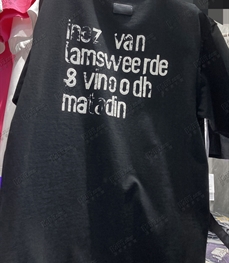 inez van
lamsweerde
& vinoodh
matadin